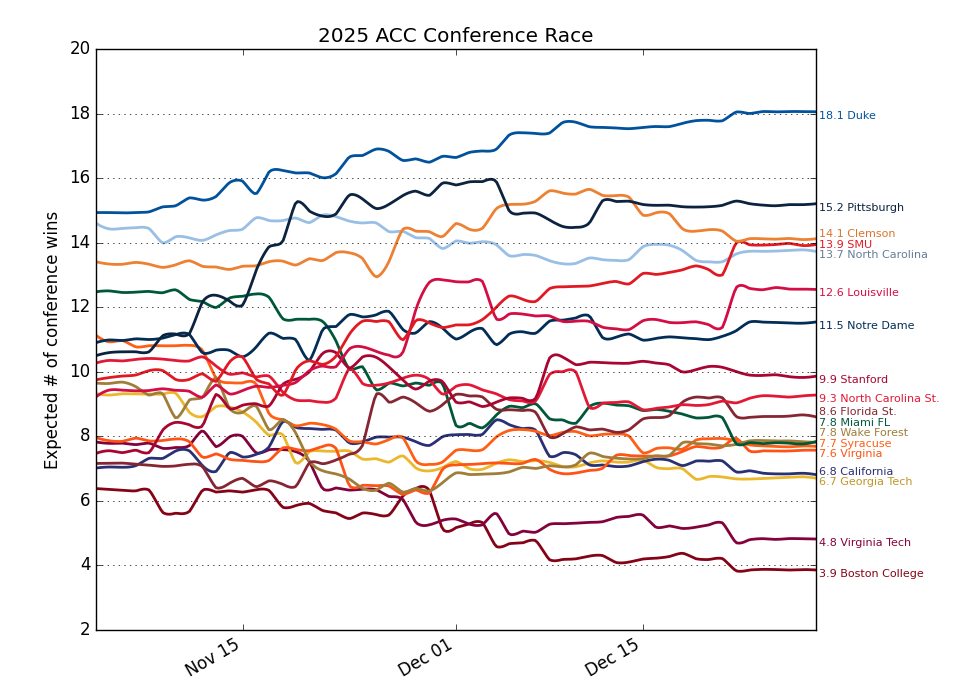 2025 ACC Conference Race
Expected # of conference wins
20
18
16
14
12
10
8
6
4
2
Nov 15
Dec 01
Dec 15
18.1 Duke
15.2 Pittsburgh
14.1 Clemson
13.9 SMU
13.7 North Carolina
12.6 Louisville
11.5 Notre Dame
9.9 Stanford
9.3 North Carolina St.
8.6 Florida St.
7.8 Miami FL
7.8 Wake Forest
7.7 Syracuse
7.6 Virginia
6.8 California
6.7 Georgia Tech
4.8 Virginia Tech
3.9 Boston College